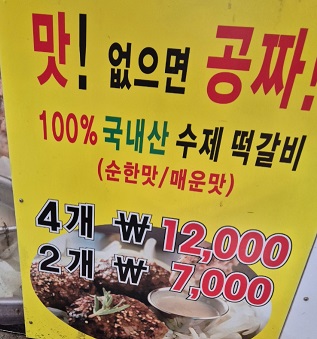 맛! 없으면 공짜!
100% 국내산 수제 떡갈비
(순한맛/매운맛)
4개 ₩ 12,000
2개 ₩ 7,000